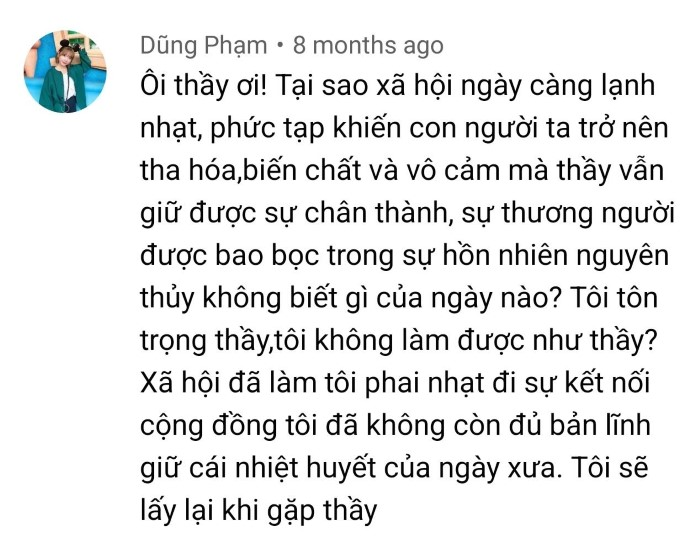 Dũng Phạm • 8 months ago
Ôi thầy ơi! Tại sao xã hội ngày càng lạnh
nhạt, phức tạp khiến con người ta trở nên
tha hóa,biến chất và vô cảm mà thầy vẫn
giữ được sự chân thành, sự thương người
được bao bọc trong sự hồn nhiên nguyên
thủy không biết gì của ngày nào? Tôi tôn
trọng thầy,tôi không làm được như thầy?
Xã hội đã làm tôi phai nhạt đi sự kết nối
cộng đồng tôi đã không còn đủ bản lĩnh
giữ cái nhiệt huyết của ngày xưa. Tôi sẽ
lấy lại khi gặp thầy